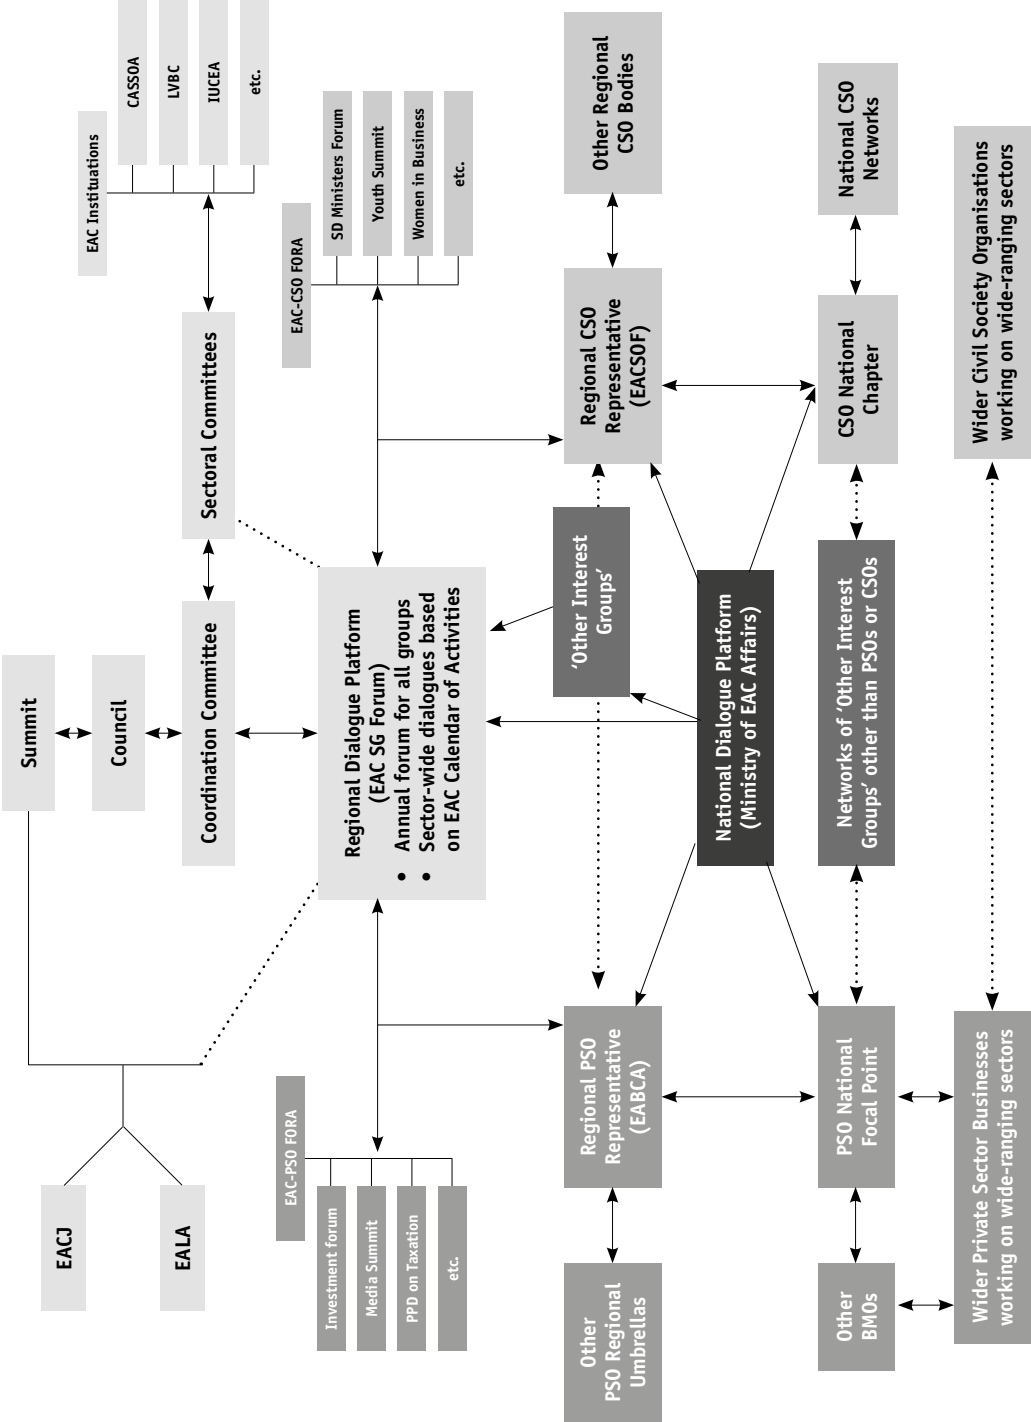 Summit
Council
EACJ
EALA
Coordination Committee
Sectoral Committees
EAC Instituations
CASSOA
LVBC
IUCEA
etc.
EAC-PSO FORA
Investment forum
Media Summit
PPD on Taxation
etc.
Regional Dialogue Platform
(EAC SG Forum)
• Annual forum for all groups
• Sector-wide dialogues based
on EAC Calendar of Activities
EAC-CSO FORA
SD Ministers Forum
Youth Summit
Women in Business
etc.
Other
PSO Regional
Umbrellas
Regional PSO
Representative
(EABCA)
‘Other Interest
Groups’
Regional CSO
Representative
(EACSOF)
Other Regional
CSO Bodies
National Dialogue Platform
(Ministry of EAC Affairs)
Other
BMOs
PSO National
Focal Point
Networks of ‘Other Interest
Groups’ other than PSOs or CSOs
CSO National
Chapter
National CSO
Networks
Wider Private Sector Businesses
working on wide-ranging sectors
Wider Civil Society Organisations
working on wide-ranging sectors